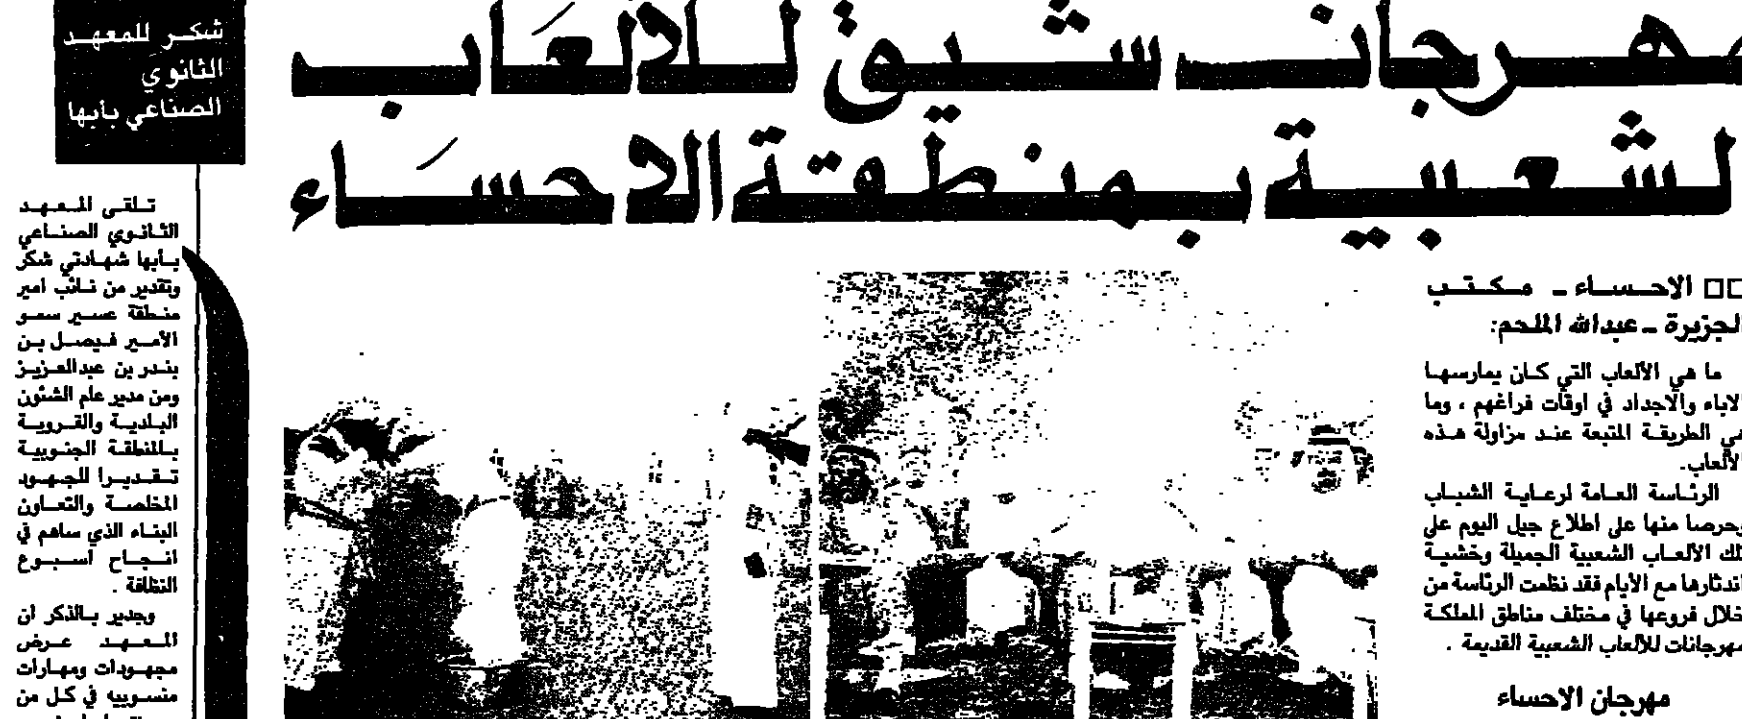 مهرجان شيق للألعاب
الشعبية بمنطقة الاحساء
الاحساء - مكتب
الجزيرة - عبدالله الملحم:
ما هي الألعاب التي كان يمارسها
الاباء والاجداد في اوقات فراغهم ، وما
هي الطريقة المتبعة عند مزاولة هذه
الألعاب.
الرئاسة العامة لرعاية الشباب
وحرصا منها على اطلاع جيل اليوم على
تلك الألعاب الشعبية الجميلة وخشية
اندثارها مع الأيام فقد نظمت الرئاسة من
خلال فروعها في مختلف مناطق المملكة
مهرجانات للألعاب الشعبية القديمة .
مهرجان الاحساء
شكر للمعهد
الثانوي
الصناعي بأبها
تلقى المعهد
الثانوي الصناعي
بأبها شهادتي شكر
وتقدير من نائب امير
منطقة عسير سمو
الأمير فيصل بن
بندر بن عبدالعزيز
ومن مدير عام الشئون
البلدية والقروية
بالمنطقة الجنوبية
تقديرا للجهود
المخلصة والتعاون
البناء الذي ساهم في
انجاح اسبوع
النظافة .
وجدير بالذكر ان
المعهد عرض
مجهودات ومهارات
منسوبيه في كل من